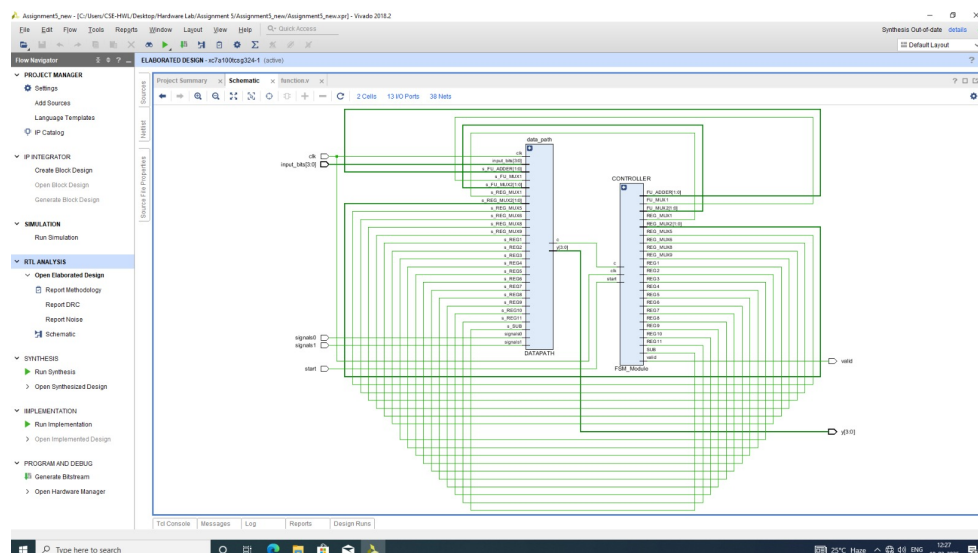 Assignment5_new - [C:/Users/CSE-HWL/Desktop/Hardware Lab/Assignment 5/Assignment5_new/Assignment5_new.xpr] - Vivado 2018.2
File Edit Flow Tools Reports Window Layout View Help Quick Access
Synthesis Out-of-date details
Default Layout
Flow Navigator
PROJECT MANAGER
Settings
Add Sources
Language Templates
IP Catalog
IP INTEGRATOR
Create Block Design
Open Block Design
Generate Block Design
SIMULATION
Run Simulation
RTL ANALYSIS
Open Elaborated Design
Report Methodology
Report DRC
Report Noise
Schematic
SYNTHESIS
Run Synthesis
Open Synthesized Design
IMPLEMENTATION
Run Implementation
Open Implemented Design
PROGRAM AND DEBUG
Generate Bitstream
Open Hardware Manager
ELABORATED DESIGN - xc7a100tcsg324-1 (active)
Sources
Netlist
Source File Properties
Project Summary Schematic function.v
2 Cells 13 I/O Ports 38 Nets
clk
input_bits[3:0]
signals0
signals1
start
data_path
clk
input_bits[3:0]
s_FU_ADDER[1:0]
s_FU_MUX1
s_FU_MUX2[1:0]
s_REG_MUX1
s_REG_MUX2[1:0]
s_REG_MUX5
s_REG_MUX6
s_REG_MUX8
s_REG_MUX9
s_REG1
s_REG2
s_REG3
s_REG4
s_REG5
s_REG6
s_REG7
s_REG8
s_REG9
s_REG10
s_REG11
s_SUB
signals0
signals1
c
y[3:0]
DATAPATH
CONTROLLER
c
clk
start
FU_ADDER[1:0]
FU_MUX1
FU_MUX2[1:0]
REG_MUX1
REG_MUX2[1:0]
REG_MUX5
REG_MUX6
REG_MUX8
REG_MUX9
REG1
REG2
REG3
REG4
REG5
REG6
REG7
REG8
REG9
REG10
REG11
SUB
valid
FSM_Module
valid
y[3:0]
Tcl Console Messages Log Reports Design Runs
Type here to search
25°C Haze ENG 12:27